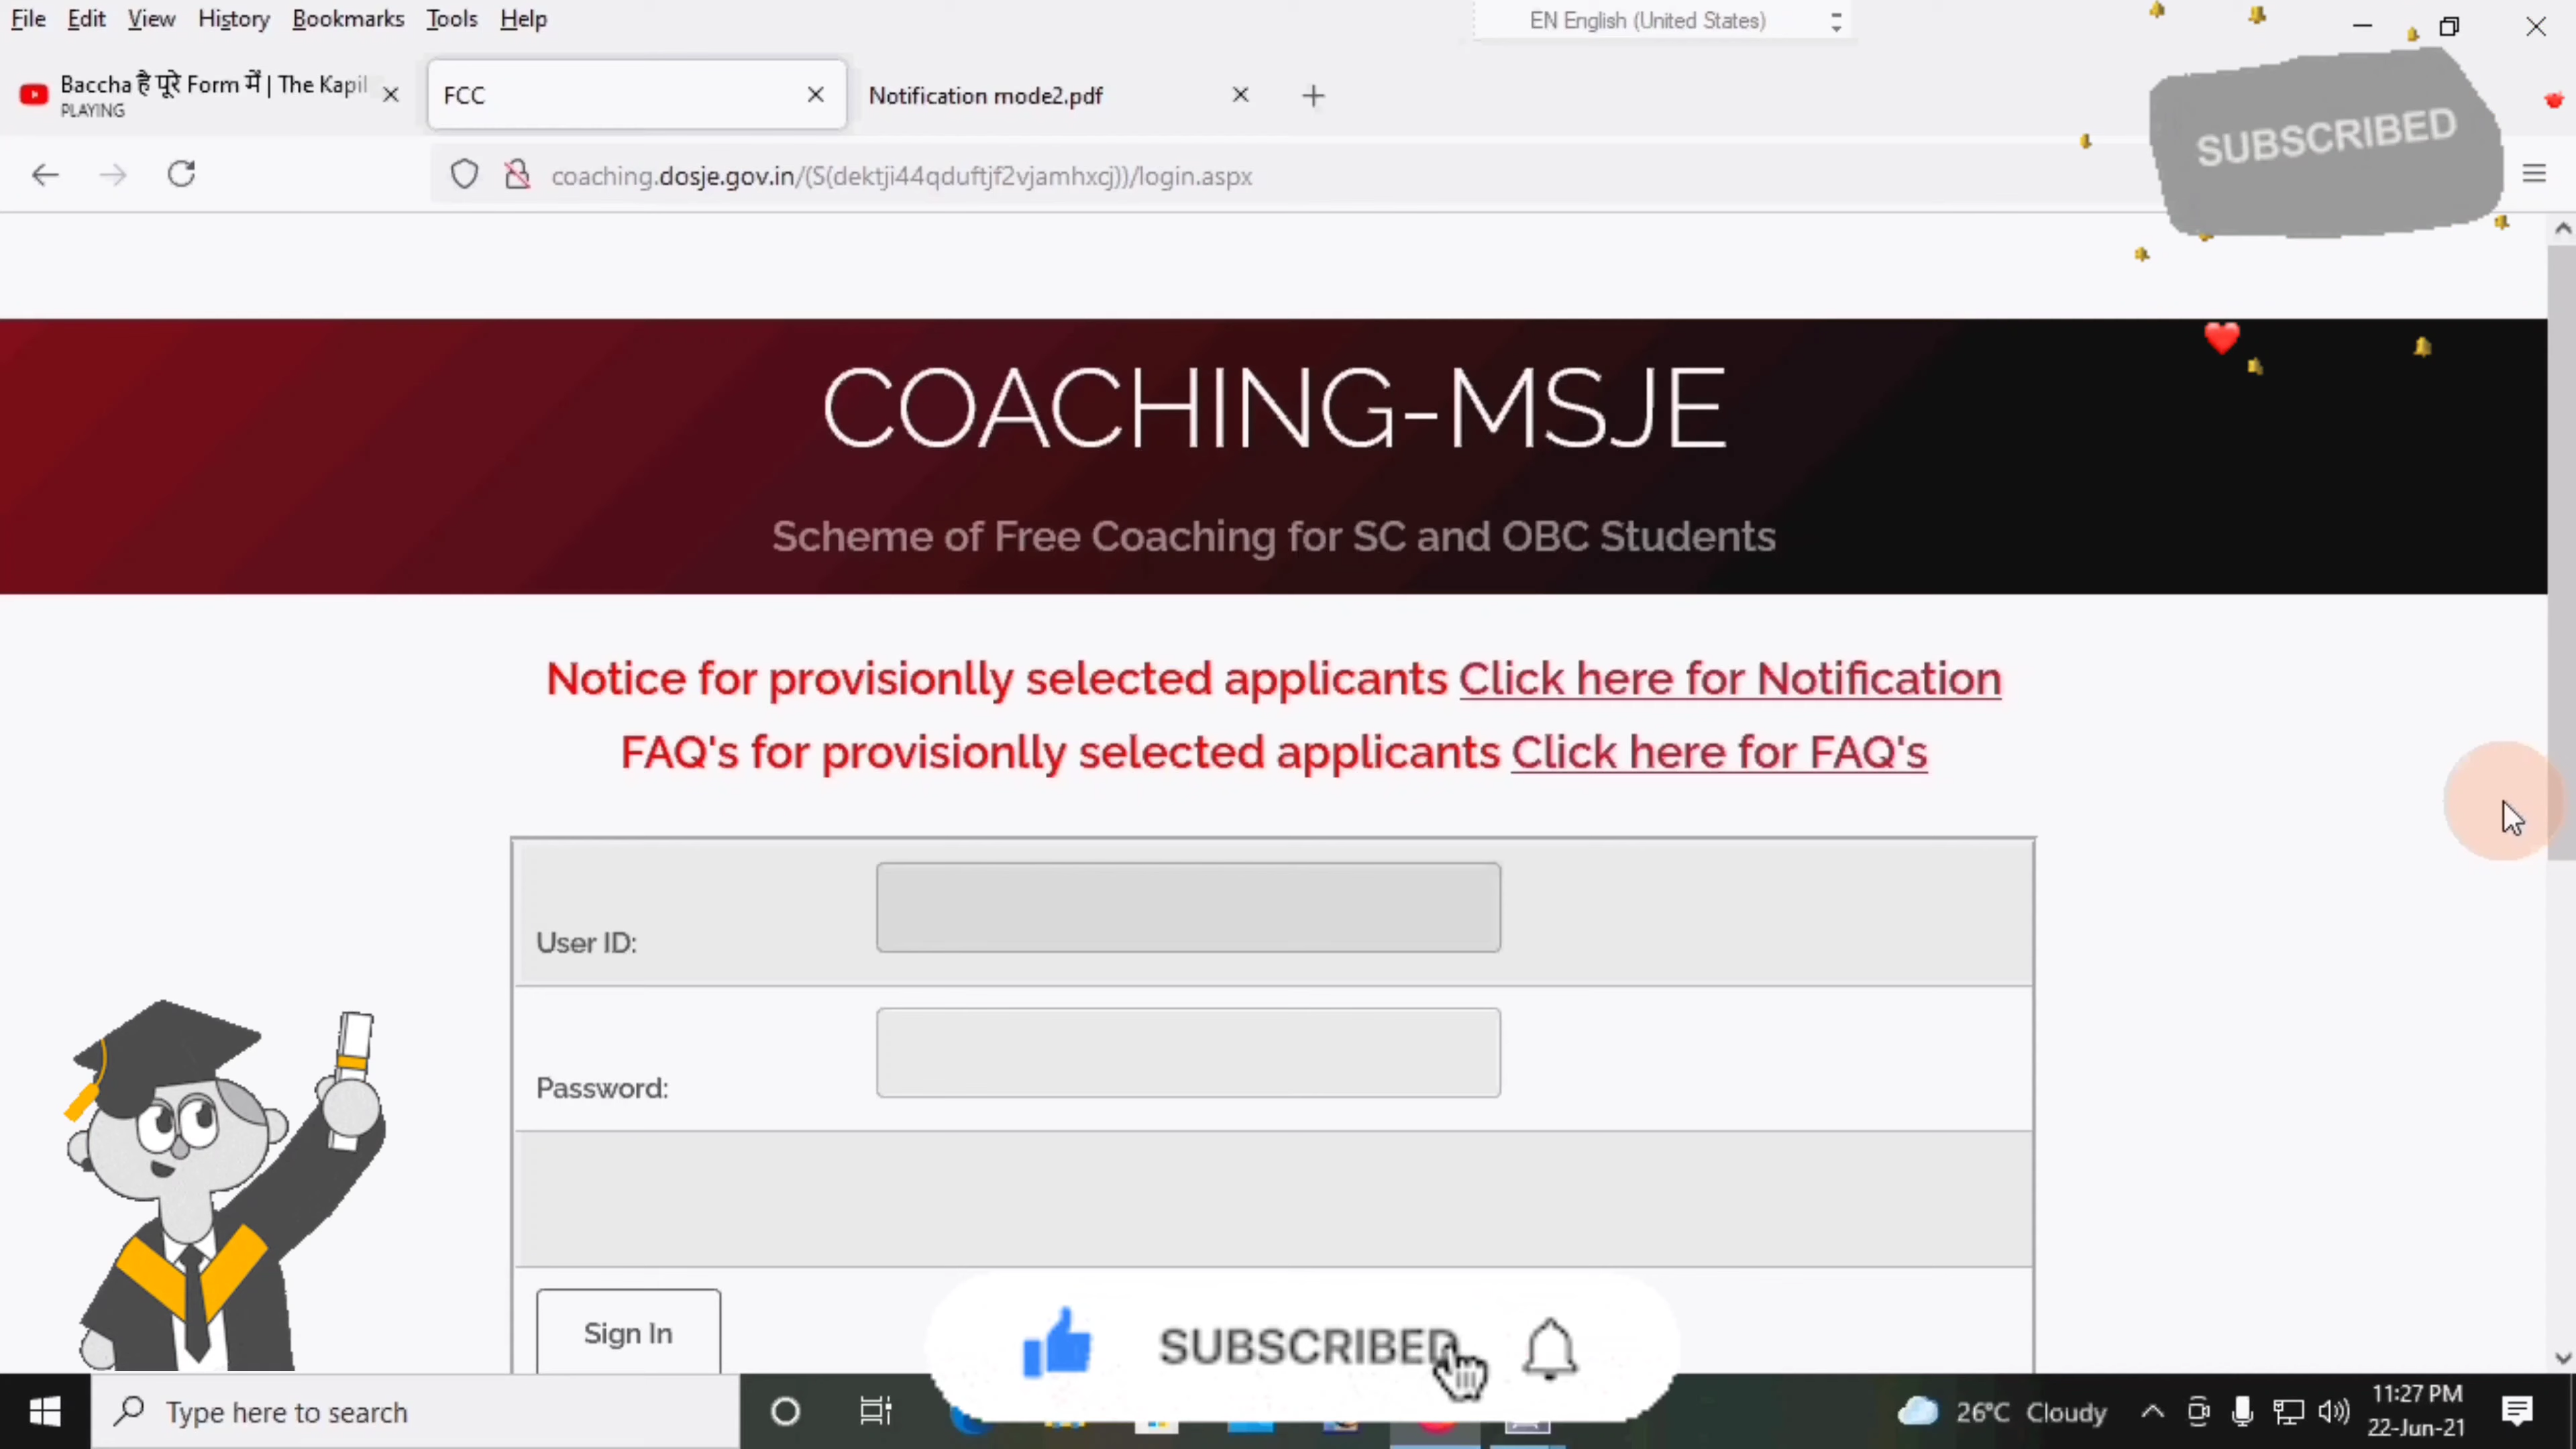 File Edit View History Bookmarks Tools Help
EN English (United States)
Baccha है पूरे Form में | The Kapil
PLAYING
FCC
Notification mode2.pdf
coaching.dosje.gov.in/(S(dektji44qduftjf2vjamhxcj))/login.aspx
SUBSCRIBED
COACHING-MSJE
Scheme of Free Coaching for SC and OBC Students
Notice for provisionlly selected applicants Click here for Notification
FAQ's for provisionlly selected applicants Click here for FAQ's
User ID:
Password:
Sign In
SUBSCRIBED
Type here to search
26°C Cloudy
11:27 PM
22-Jun-21